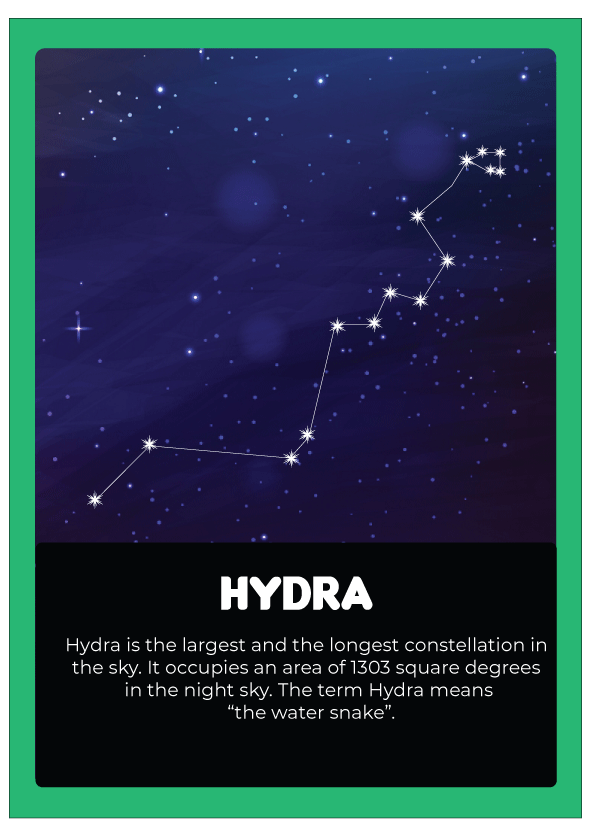 HYDRA
Hydra is the largest and the longest constellation in
the sky. It occupies an area of 1303 square degrees
in the night sky. The term Hydra means
“the water snake”.